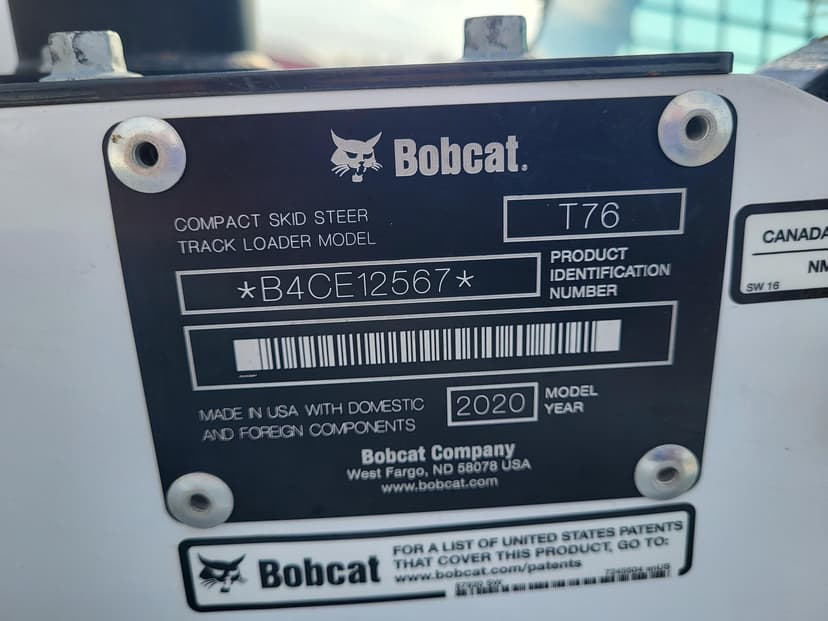 Bobcat.
COMPACT SKID STEER
TRACK LOADER MODEL
T76
*B4CE12567*
PRODUCT
IDENTIFICATION
NUMBER
MADE IN USA WITH DOMESTIC
AND FOREIGN COMPONENTS
2020
MODEL
YEAR
Bobcat Company
West Fargo, ND 58078 USA
www.bobcat.com
CANADA
NM
SW 16
Bobcat
FOR A LIST OF UNITED STATES PATENTS
THAT COVER THIS PRODUCT, GO TO:
www.bobcat.com/patents